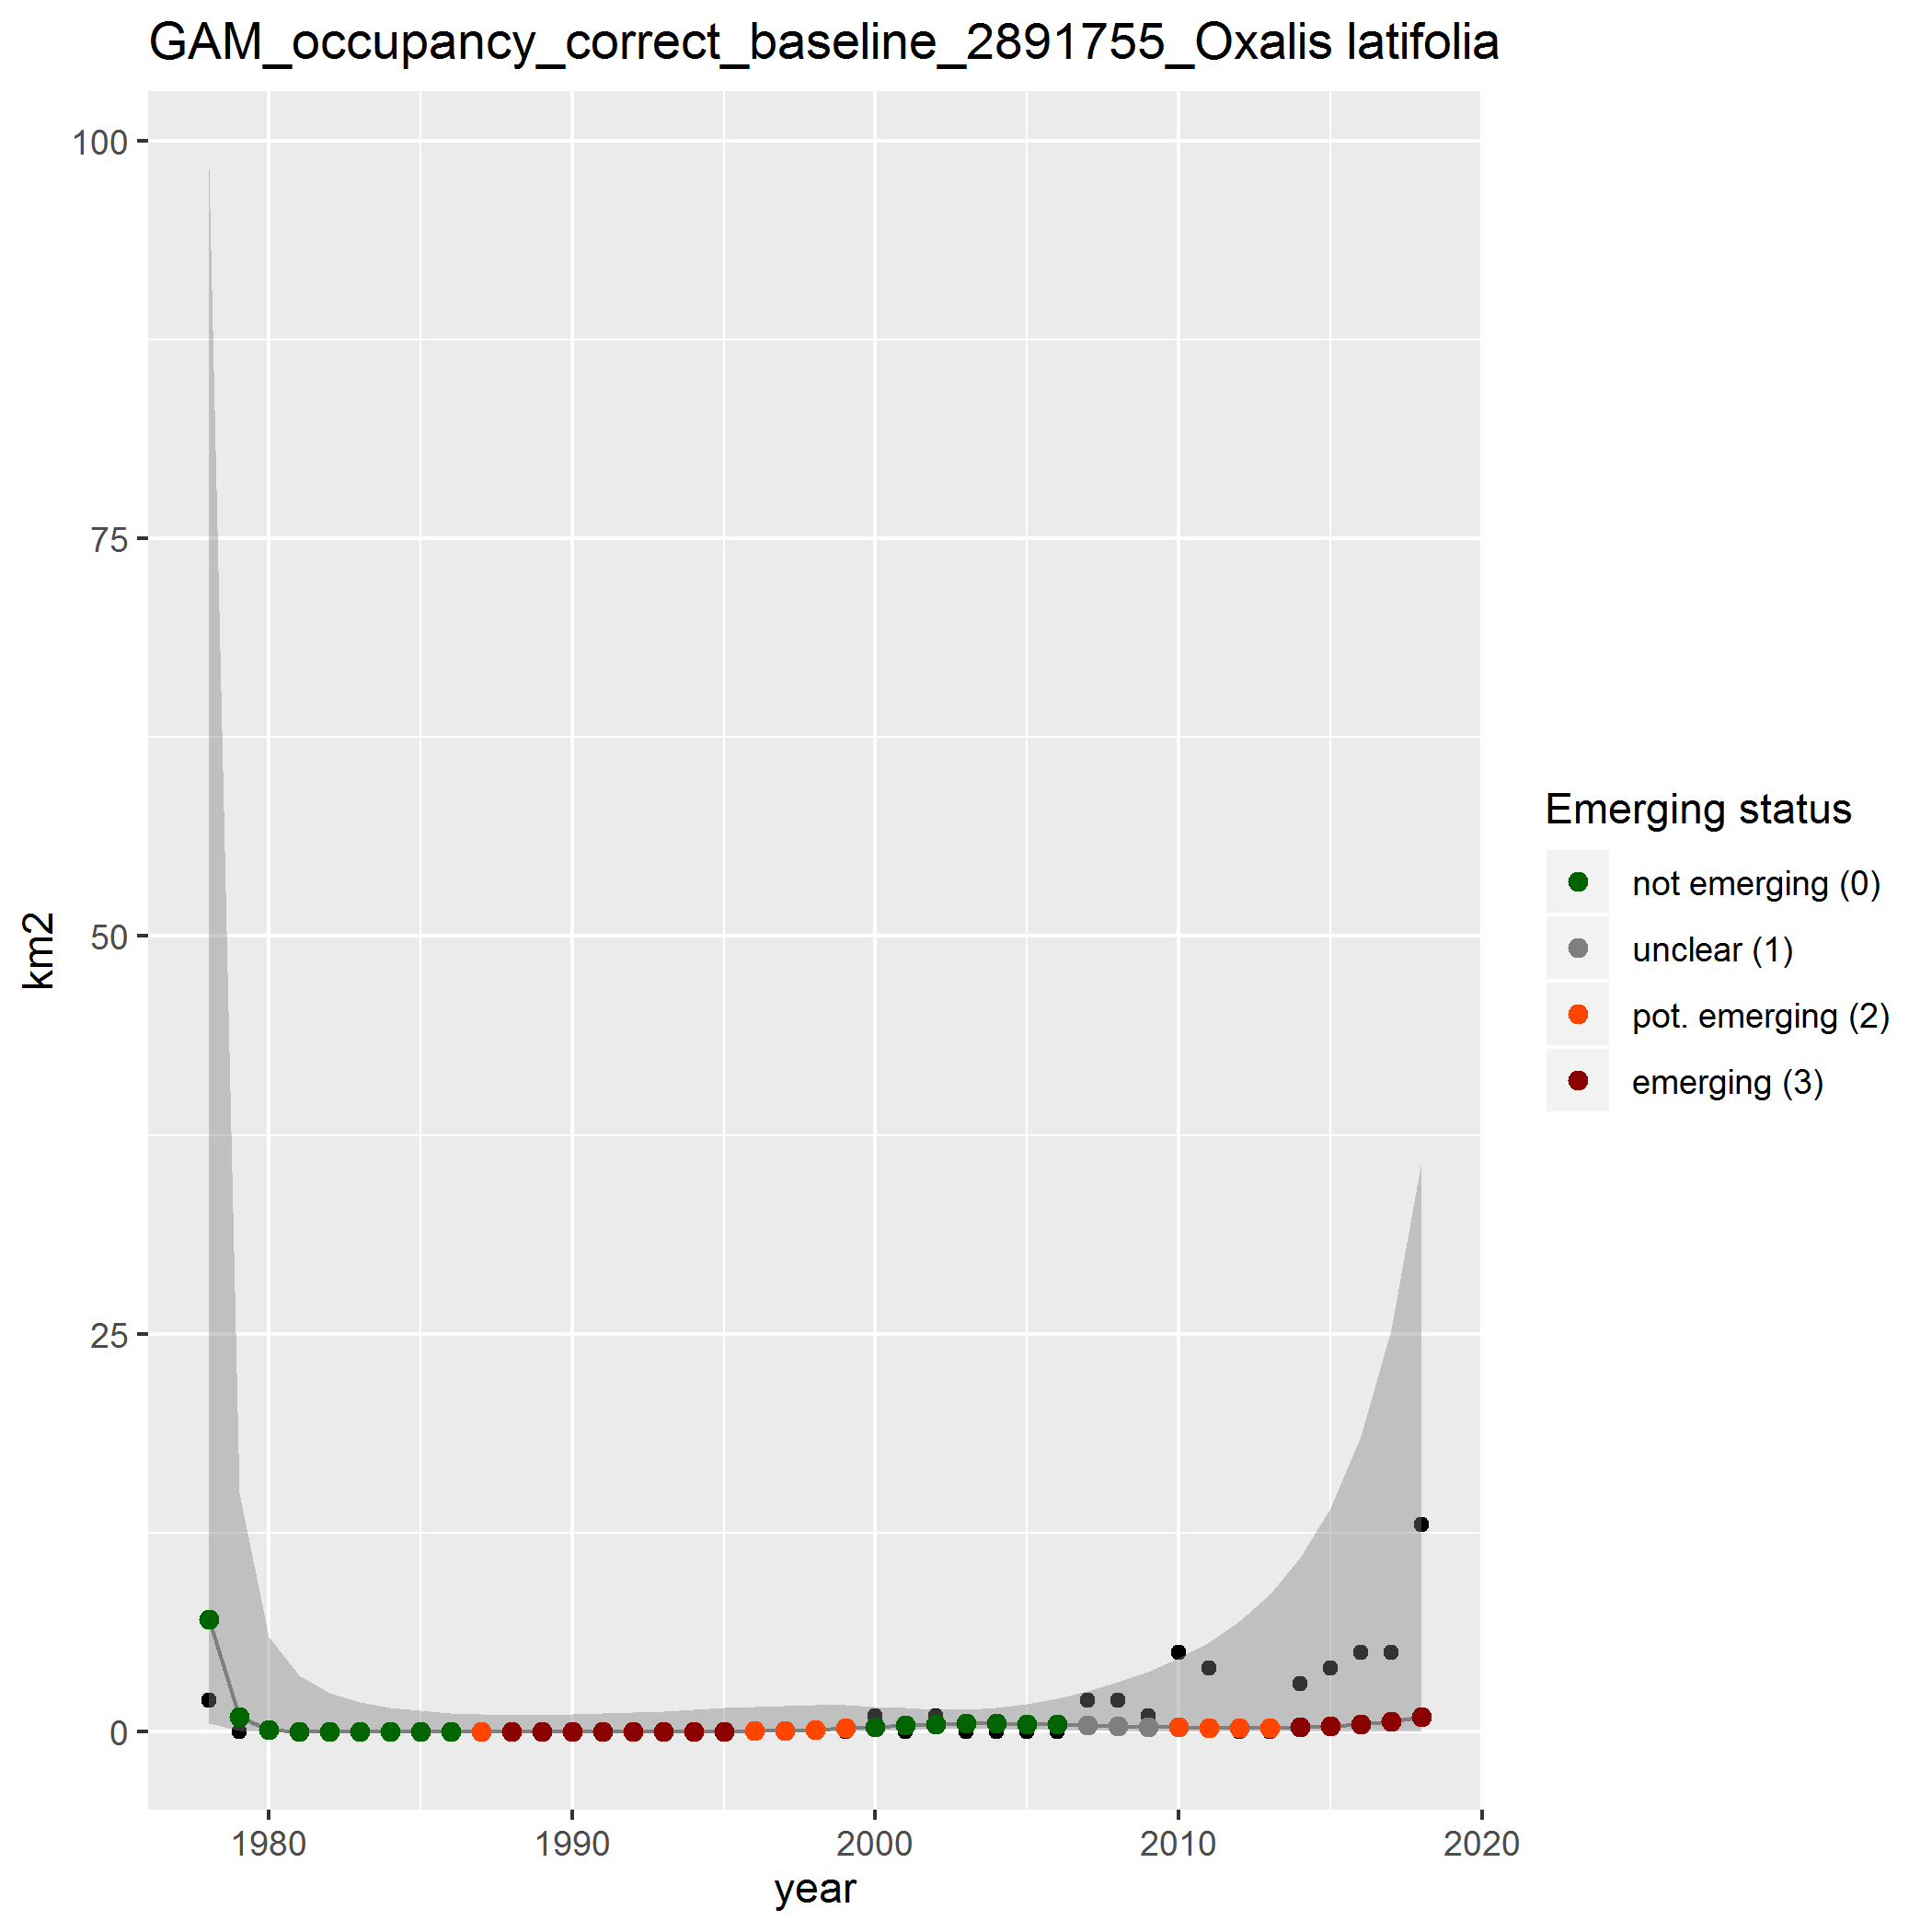 GAM_occupancy_correct_baseline_2891755_Oxalis latifolia
100
75
50
25
0
km2
1980 1990 2000 2010 2020
year
Emerging status
not emerging (0)
unclear (1)
pot. emerging (2)
emerging (3)